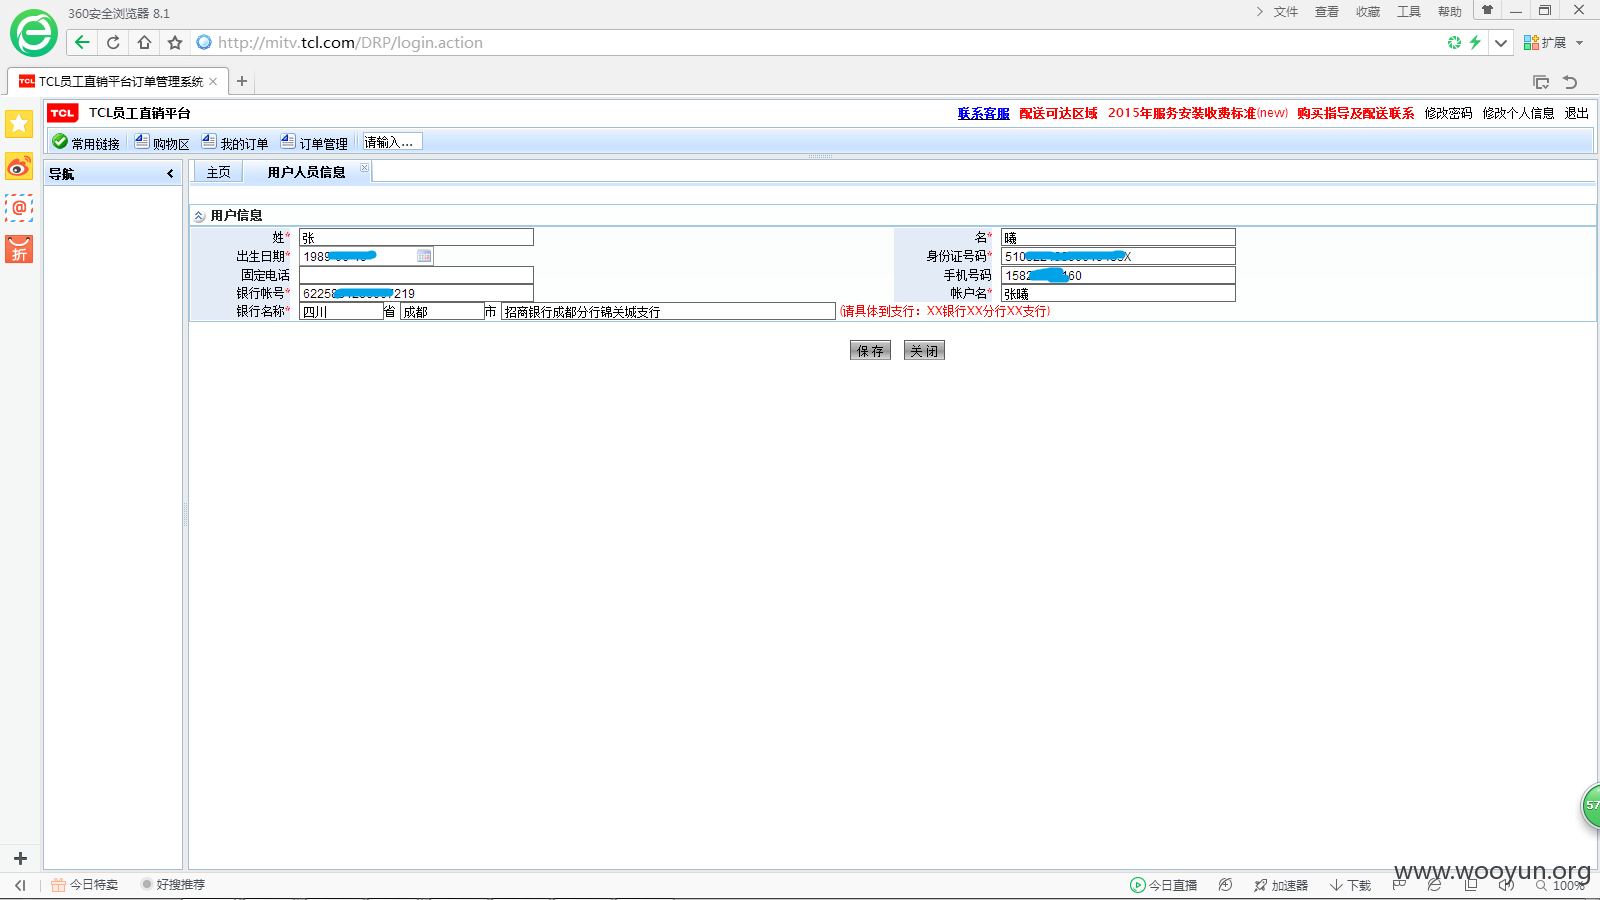 360安全浏览器 8.1
文件 查看 收藏 工具 帮助
http://mitv.tcl.com/DRP/login.action
扩展
TCL TCL员工直销平台订单管理系统
TCL TCL员工直销平台
联系客服 配送可达区域 2015年服务安装收费标准(new) 购买指导及配送联系 修改密码 修改个人信息 退出
常用链接 购物区 我的订单 订单管理 请输入...
导航
主页 用户人员信息
用户信息
姓* 张 名* 曦
出生日期* 1989 身份证号码* 510 X
固定电话 手机号码 1582 60
银行帐号* 6225 219 帐户名* 张曦
银行名称* 四川 省 成都 市 招商银行成都分行锦关城支行 (请具体到支行：XX银行XX分行XX支行)
保存 关闭
@
折
57
www.wooyun.org
今日特卖 好搜推荐
今日直播 加速器 下载 100%